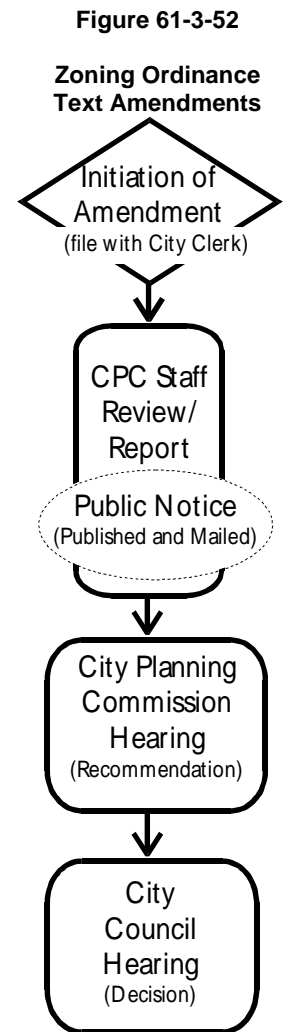 Figure 61-3-52
Zoning Ordinance
Text Amendments
Initiation of
Amendment
(file with City Clerk)
CPC Staff
Review/
Report
Public Notice
(Published and Mailed)
City Planning
Commission
Hearing
(Recommendation)
City
Council
Hearing
(Decision)